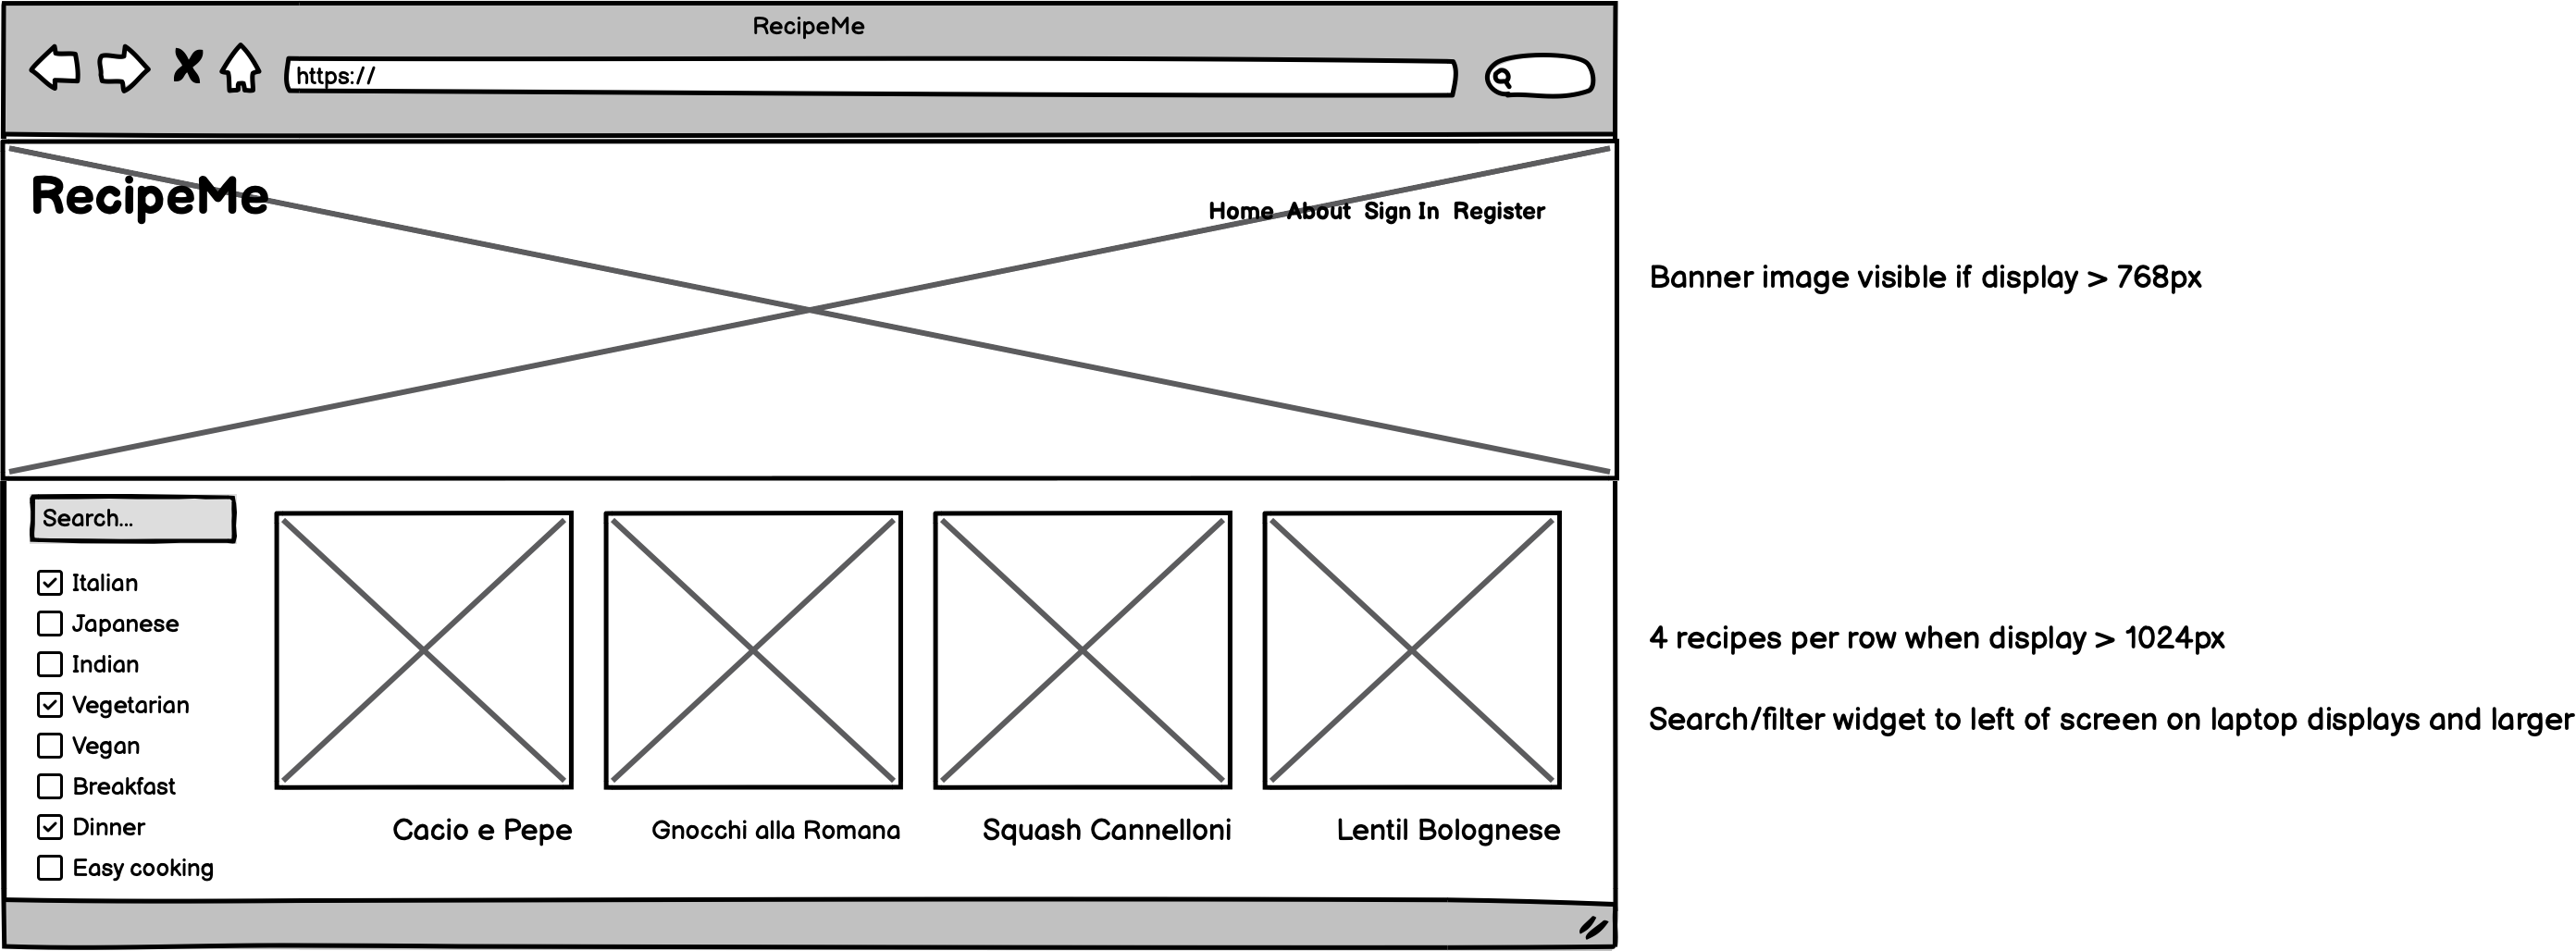 RecipeMe
https://
RecipeMe
Home About Sign In Register
Banner image visible if display > 768px
Search...
Italian
Japanese
Indian
Vegetarian
Vegan
Breakfast
Dinner
Easy cooking
4 recipes per row when display > 1024px
Search/filter widget to left of screen on laptop displays and larger
Cacio e Pepe
Gnocchi alla Romana
Squash Cannelloni
Lentil Bolognese